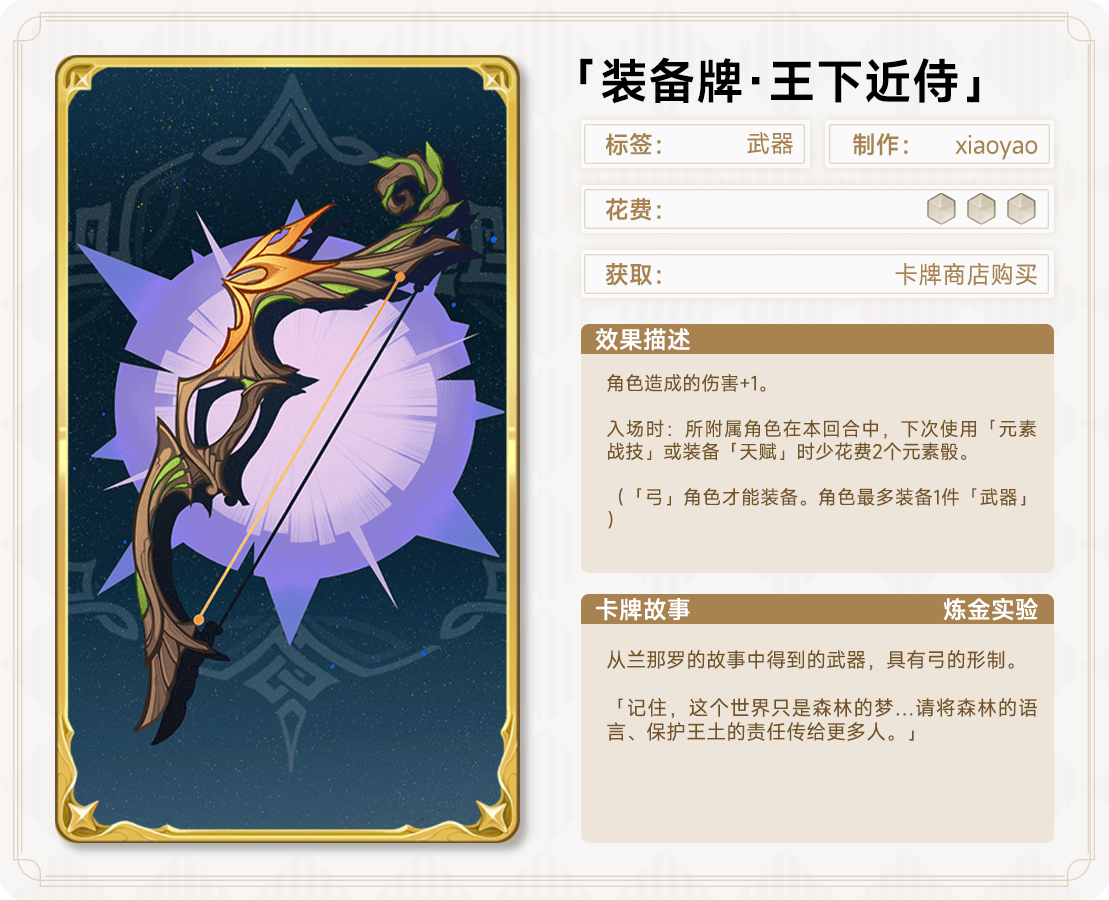 「装备牌·王下近侍」
标签： 武器
制作： xiaoyao
花费：
获取： 卡牌商店购买
效果描述
角色造成的伤害+1。
入场时：所附属角色在本回合中，下次使用「元素
战技」或装备「天赋」时少花费2个元素骰。
（「弓」角色才能装备。角色最多装备1件「武器」
）
卡牌故事 炼金实验
从兰那罗的故事中得到的武器，具有弓的形制。
「记住，这个世界只是森林的梦…请将森林的语
言、保护王土的责任传给更多人。」